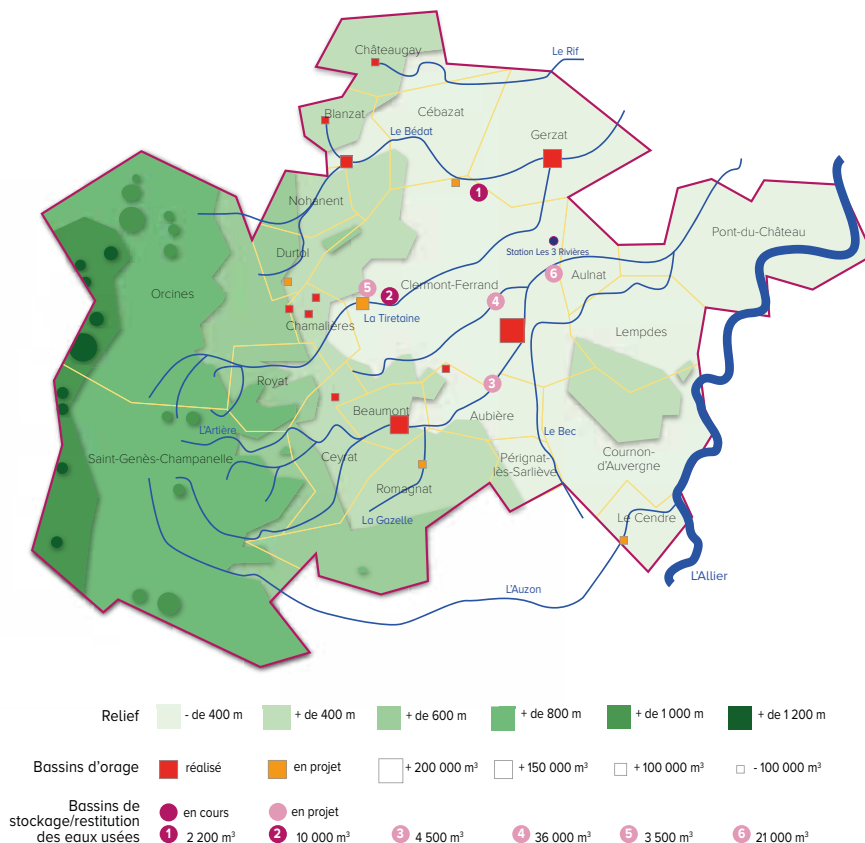 Châteaugay
Le Rif
Blanzat
Cébazat
Le Bédat
Gerzat
1
Nohanent
Pont-du-Château
Durtol
Station Les 3 Rivières
6
Aulnat
Orcines
5
2
Clermont-Ferrand
4
La Tiretaine
Chamalières
Lempdes
Royat
3
Beaumont
Aubière
L'Artière
Le Bec
Saint-Genès-Champanelle
Ceyrat
Pérignat-
lès-Sarliève
Cournon-
d'Auvergne
Romagnat
La Gazelle
Le Cendre
L'Allier
L'Auzon
Relief
- de 400 m
+ de 400 m
+ de 600 m
+ de 800 m
+ de 1 000 m
+ de 1 200 m
Bassins d'orage
réalisé
en projet
+ 200 000 m³
+ 150 000 m³
+ 100 000 m³
- 100 000 m³
Bassins de
stockage/restitution
des eaux usées
en cours
en projet
1 2 200 m³
2 10 000 m³
3 4 500 m³
4 36 000 m³
5 3 500 m³
6 21 000 m³